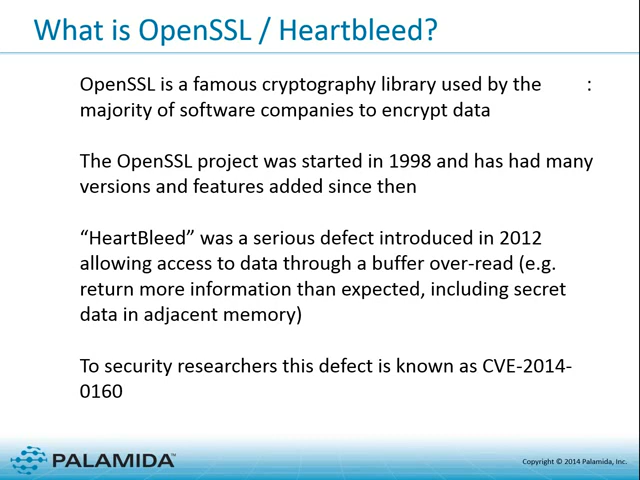 What is OpenSSL / Heartbleed?
OpenSSL is a famous cryptography library used by the :
majority of software companies to encrypt data
The OpenSSL project was started in 1998 and has had many
versions and features added since then
“HeartBleed” was a serious defect introduced in 2012
allowing access to data through a buffer over-read (e.g.
return more information than expected, including secret
data in adjacent memory)
To security researchers this defect is known as CVE-2014-
0160
PALAMIDA™
Copyright © 2014 Palamida, Inc.